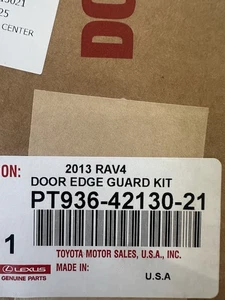 25
CENTER
DO
ON:
2013 RAV4
DOOR EDGE GUARD KIT
PT936-42130-21
1
TOYOTA MOTOR SALES, U.S.A., INC.
LEXUS
GENUINE PARTS
MADE IN:
U.S.A